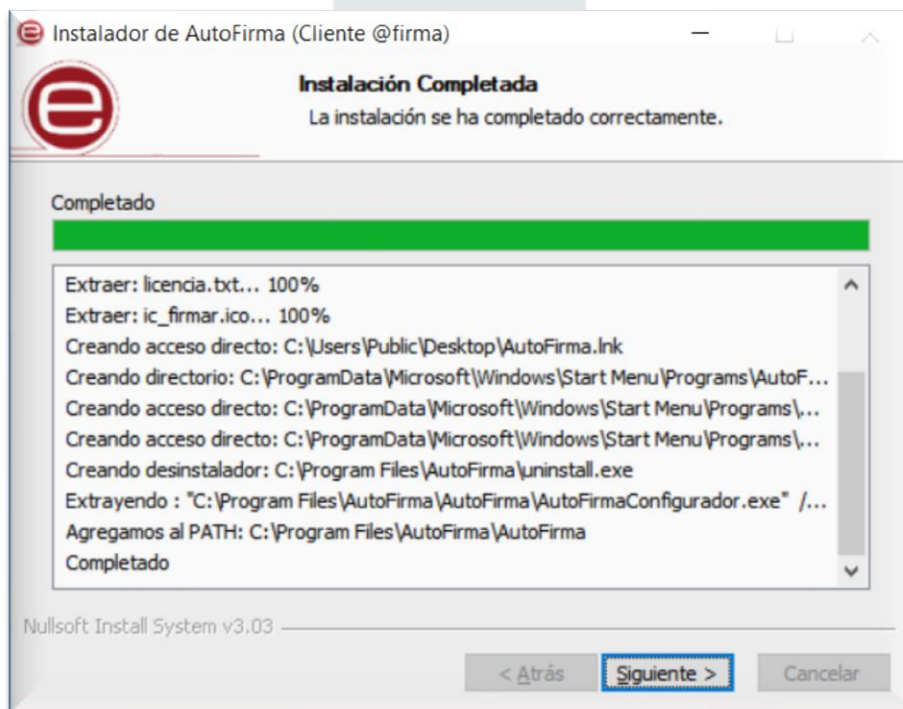 Instalador de AutoFirma (Cliente @firma)
Instalación Completada
La instalación se ha completado correctamente.
Completado
Extraer: licencia.txt... 100%
Extraer: ic_firmar.ico... 100%
Creando acceso directo: C:\Users\Public\Desktop\AutoFirma.lnk
Creando directorio: C:\ProgramData\Microsoft\Windows\Start Menu\Programs\AutoF...
Creando acceso directo: C:\ProgramData\Microsoft\Windows\Start Menu\Programs\...
Creando acceso directo: C:\ProgramData\Microsoft\Windows\Start Menu\Programs\...
Creando desinstalador: C:\Program Files\AutoFirma\uninstall.exe
Extrayendo : "C:\Program Files\AutoFirma\AutoFirma\AutoFirmaConfigurador.exe" /...
Agregamos al PATH: C:\Program Files\AutoFirma\AutoFirma
Completado
Nullsoft Install System v3.03
< Atrás
Siguiente >
Cancelar